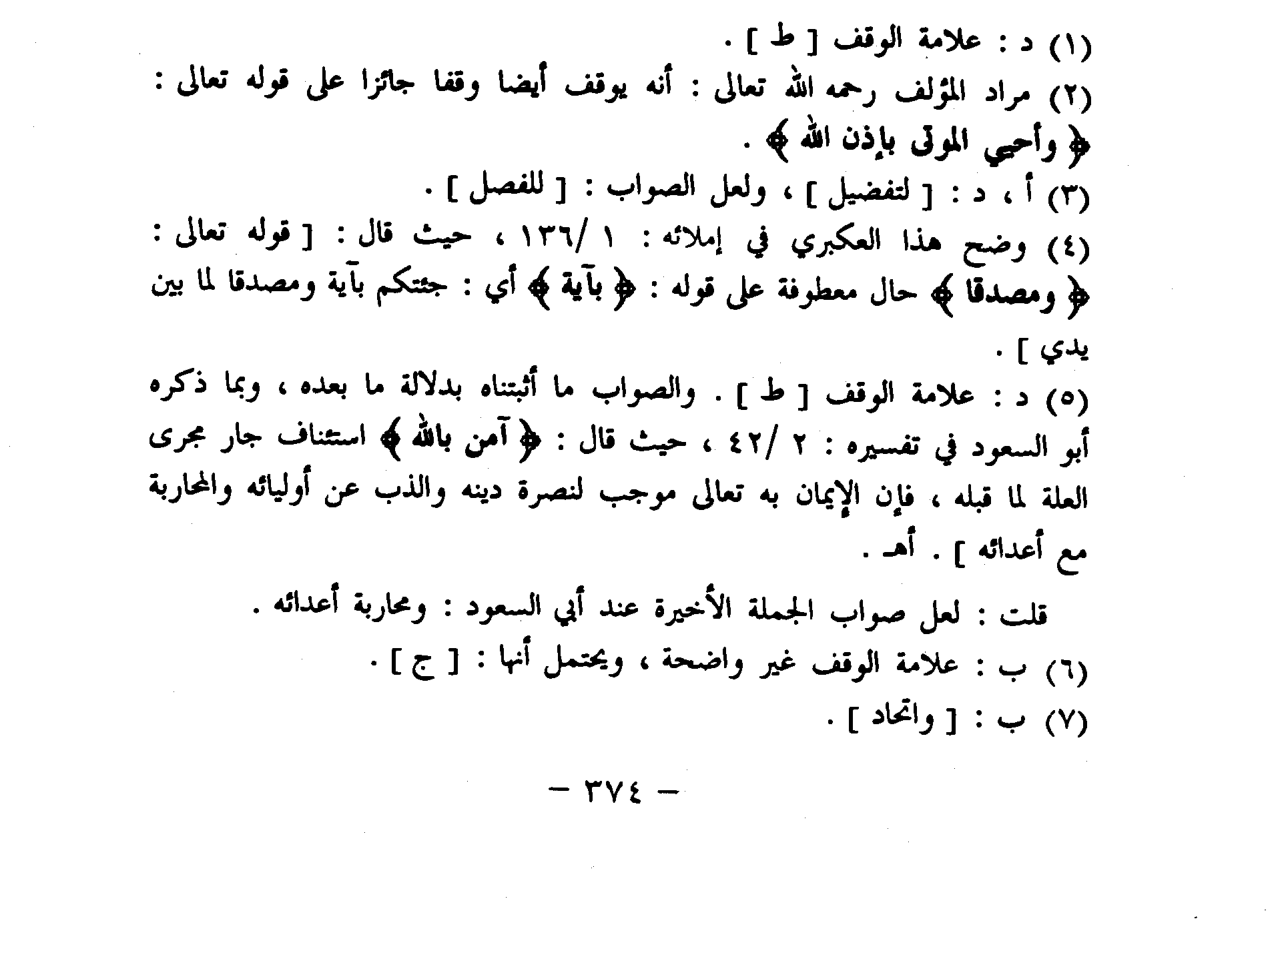 (١) د : علامة الوقف [ ط ] .
(٢) مراد المؤلف رحمه الله تعالى : أنه يوقف أيضا وقفا جائزا على قوله تعالى :
﴿ وأحيي الموتى بإذن الله ﴾ .
(٣) أ ، د : [ لتفضيل ] ، ولعل الصواب : [ للفصل ] .
(٤) وضح هذا العكبري في إملائه : ١ /١٣٦ ، حيث قال : [ قوله تعالى :
﴿ ومصدقا ﴾ حال معطوفة على قوله : ﴿ بآية ﴾ أي : جئتكم بآية ومصدقا لما بين
يدي ] .
(٥) د : علامة الوقف [ ط ] . والصواب ما أثبتناه بدلالة ما بعده ، وبما ذكره
أبو السعود في تفسيره : ٢ /٤٢ ، حيث قال : ﴿ آمن بالله ﴾ استئناف جار مجرى
العلة لما قبله ، فإن الإيمان به تعالى موجب لنصرة دينه والذب عن أوليائه والمحاربة
مع أعدائه ] . أهـ .
قلت : لعل صواب الجملة الأخيرة عند أبي السعود : ومحاربة أعدائه .
(٦) ب : علامة الوقف غير واضحة ، ويحتمل أنها : [ ج ] .
(٧) ب : [ واتحاد ] .
– ٣٧٤ –